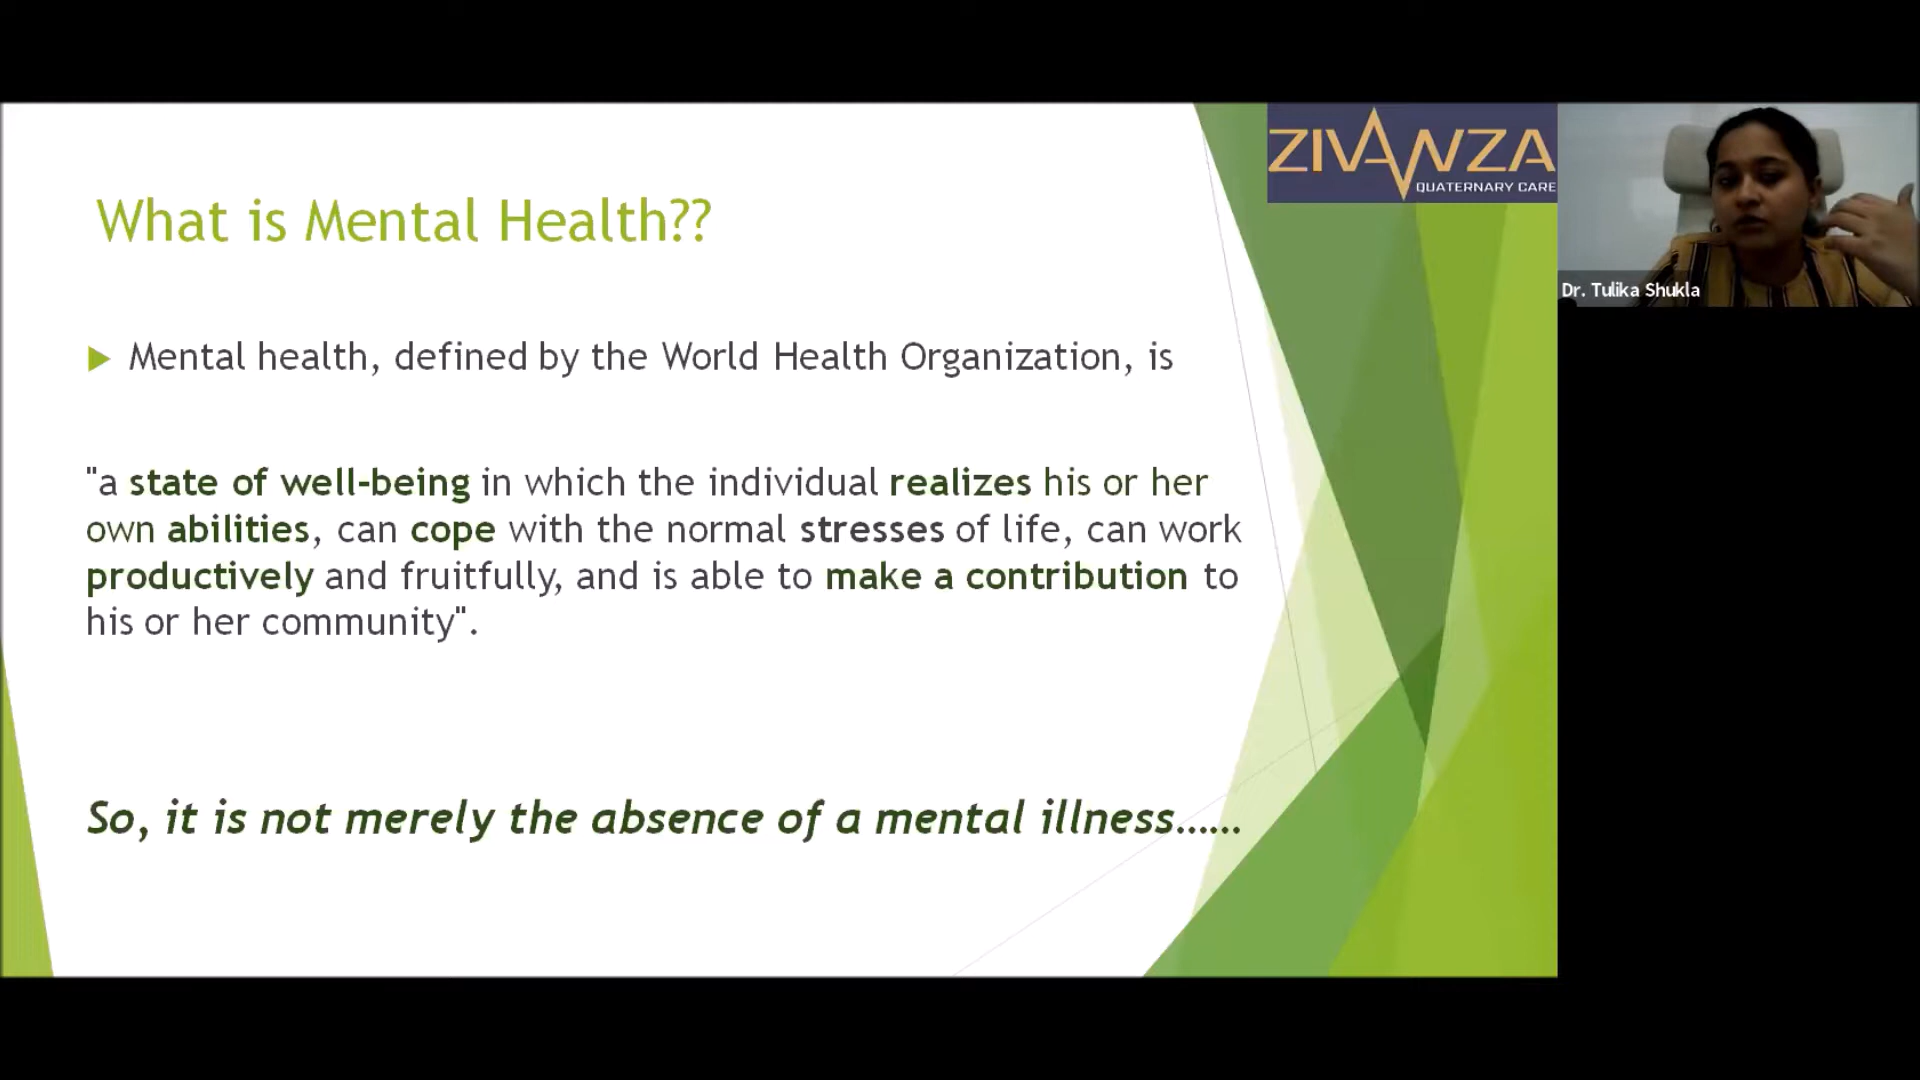 What is Mental Health??
Mental health, defined by the World Health Organization, is
"a state of well-being in which the individual realizes his or her
own abilities, can cope with the normal stresses of life, can work
productively and fruitfully, and is able to make a contribution to
his or her community".
So, it is not merely the absence of a mental illness......
ZIVANZA
QUATERNARY CARE
Dr. Tulika Shukla